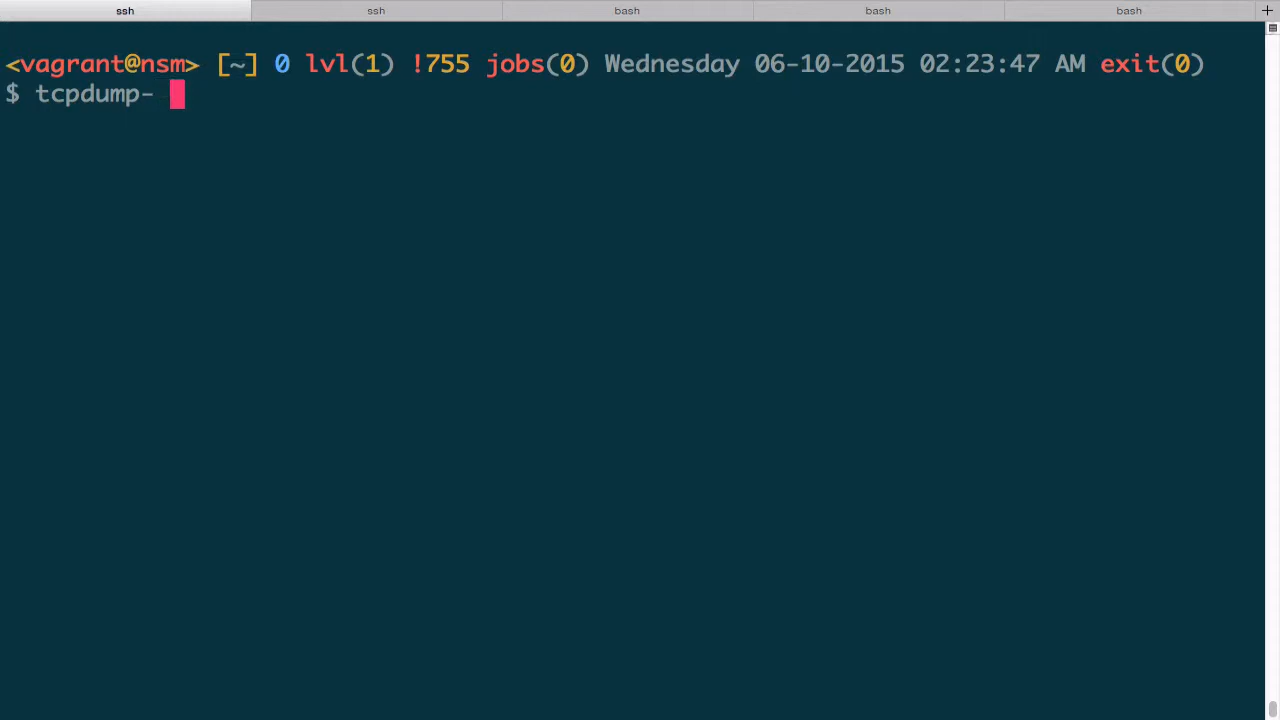 ssh ssh bash bash bash +
<vagrant@nsm> [~] 0 lvl(1) !755 jobs(0) Wednesday 06-10-2015 02:23:47 AM exit(0)
$ tcpdump-